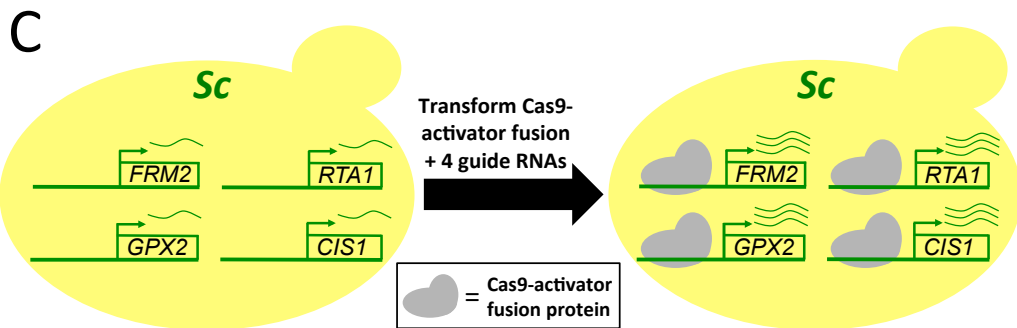 C
Sc
FRM2
RTA1
GPX2
CIS1
Transform Cas9-
activator fusion
+ 4 guide RNAs
Sc
FRM2
RTA1
GPX2
CIS1
= Cas9-activator
fusion protein